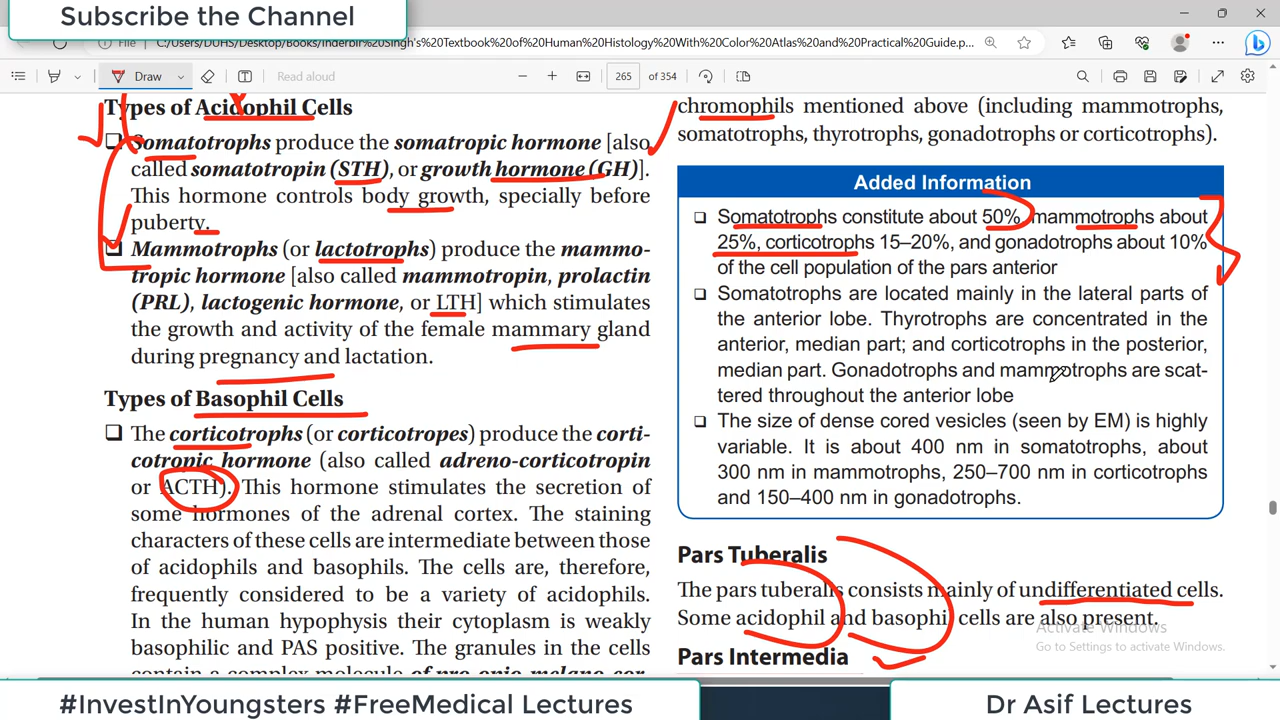 Subscribe the Channel
File
C:/Users/DUHS/Desktop/Books/Inderbir%20Singh's%20Textbook%20of%20Human%20Histology%20With%20Color%20Atlas%20and%20Practical%20Guide.p...
Draw
Read aloud
265 of 354
Types of Acidophil Cells
Somatotrophs produce the somatropic hormone [also
called somatotropin (STH), or growth hormone (GH)].
This hormone controls body growth, specially before
puberty.
Mammotrophs (or lactotrophs) produce the mammo-
tropic hormone [also called mammotropin, prolactin
(PRL), lactogenic hormone, or LTH] which stimulates
the growth and activity of the female mammary gland
during pregnancy and lactation.
Types of Basophil Cells
The corticotrophs (or corticotropes) produce the corti-
cotropic hormone (also called adreno-corticotropin
or ACTH). This hormone stimulates the secretion of
some hormones of the adrenal cortex. The staining
characters of these cells are intermediate between those
of acidophils and basophils. The cells are, therefore,
frequently considered to be a variety of acidophils.
In the human hypophysis their cytoplasm is weakly
basophilic and PAS positive. The granules in the cells
contain a complex molecule of pro-opio-melano-cor-
chromophils mentioned above (including mammotrophs,
somatotrophs, thyrotrophs, gonadotrophs or corticotrophs).
Added Information
Somatotrophs constitute about 50%, mammotrophs about
25%, corticotrophs 15–20%, and gonadotrophs about 10%
of the cell population of the pars anterior
Somatotrophs are located mainly in the lateral parts of
the anterior lobe. Thyrotrophs are concentrated in the
anterior, median part; and corticotrophs in the posterior,
median part. Gonadotrophs and mammotrophs are scat-
tered throughout the anterior lobe
The size of dense cored vesicles (seen by EM) is highly
variable. It is about 400 nm in somatotrophs, about
300 nm in mammotrophs, 250–700 nm in corticotrophs
and 150–400 nm in gonadotrophs.
Pars Tuberalis
The pars tuberalis consists mainly of undifferentiated cells.
Some acidophil and basophil cells are also present.
Activate Windows
Go to Settings to activate Windows.
Pars Intermedia
#InvestInYoungsters #FreeMedical Lectures
Dr Asif Lectures